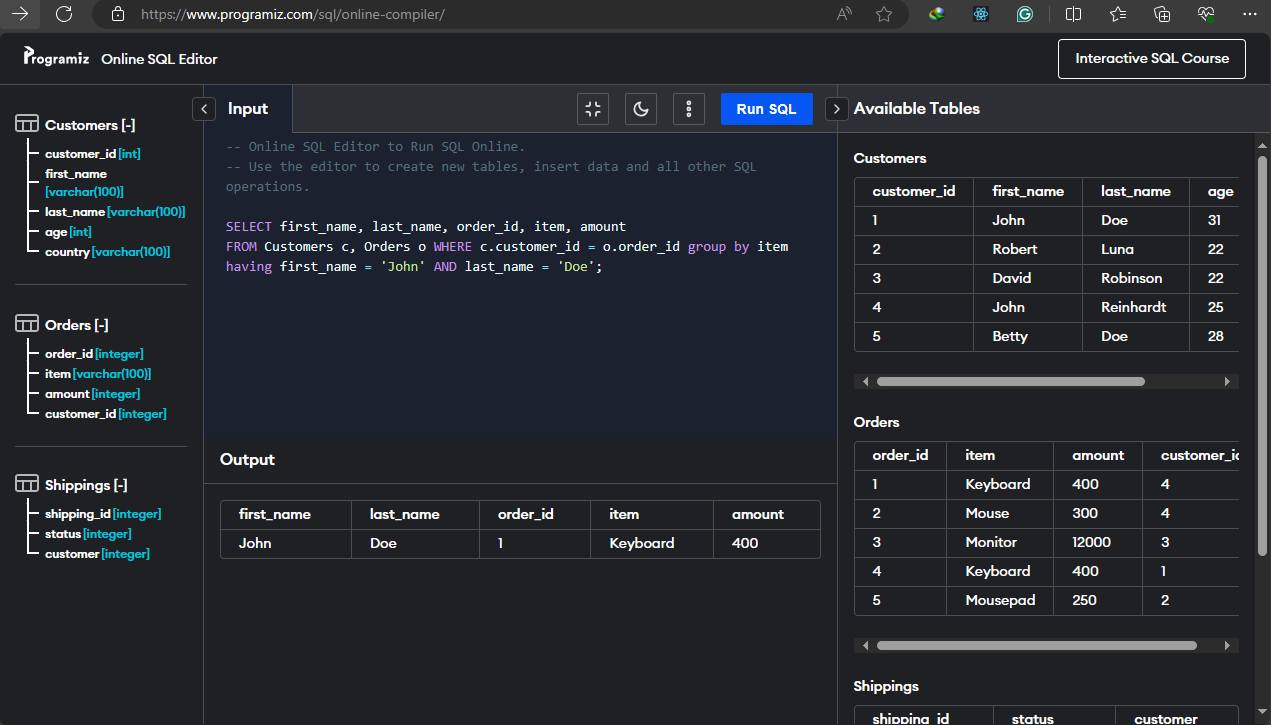 https://www.programiz.com/sql/online-compiler/
Programiz Online SQL Editor
Interactive SQL Course
Customers [-]
customer_id [int]
first_name
[varchar(100)]
last_name [varchar(100)]
age [int]
country [varchar(100)]
Orders [-]
order_id [integer]
item [varchar(100)]
amount [integer]
customer_id [integer]
Shippings [-]
shipping_id [integer]
status [integer]
customer [integer]
Input
Run SQL
-- Online SQL Editor to Run SQL Online.
-- Use the editor to create new tables, insert data and all other SQL
operations.
SELECT first_name, last_name, order_id, item, amount
FROM Customers c, Orders o WHERE c.customer_id = o.order_id group by item
having first_name = 'John' AND last_name = 'Doe';
Output
first_name last_name order_id item amount
John Doe 1 Keyboard 400
Available Tables
Customers
customer_id first_name last_name age
1 John Doe 31
2 Robert Luna 22
3 David Robinson 22
4 John Reinhardt 25
5 Betty Doe 28
Orders
order_id item amount customer_id
1 Keyboard 400 4
2 Mouse 300 4
3 Monitor 12000 3
4 Keyboard 400 1
5 Mousepad 250 2
Shippings
shipping_id status customer